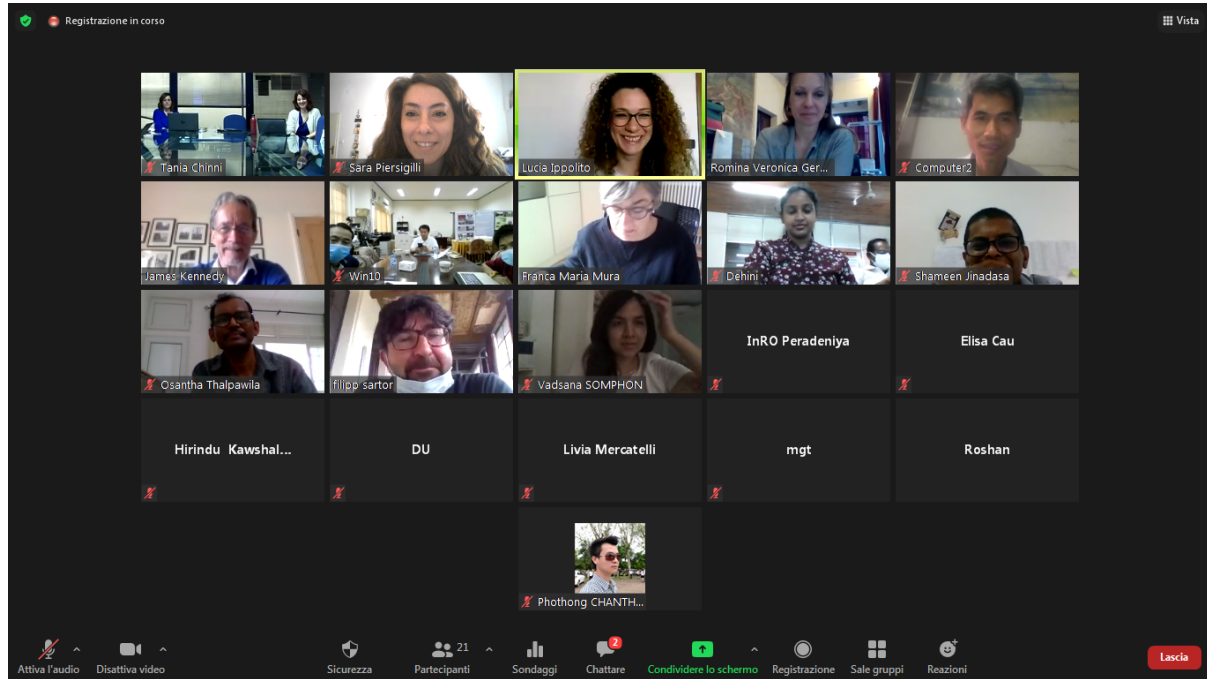 Registrazione in corso
Vista
Tania Chinni
Sara Piersigilli
Lucia Ippolito
Romina Veronica Ger...
Computer2
James Kennedy
Win10
Franca Maria Mura
Dehini
Shameen Jinadasa
Osantha Thalpawila
filipp sartor
Vadsana SOMPHON
InRO Peradeniya
Elisa Cau
Hirindu Kawshal...
DU
Livia Mercatelli
mgt
Roshan
Phothong CHANTH...
Attiva l'audio
Disattiva video
Sicurezza
21
Partecipanti
Sondaggi
2
Chattare
Condividere lo schermo
Registrazione
Sale gruppi
Reazioni
Lascia